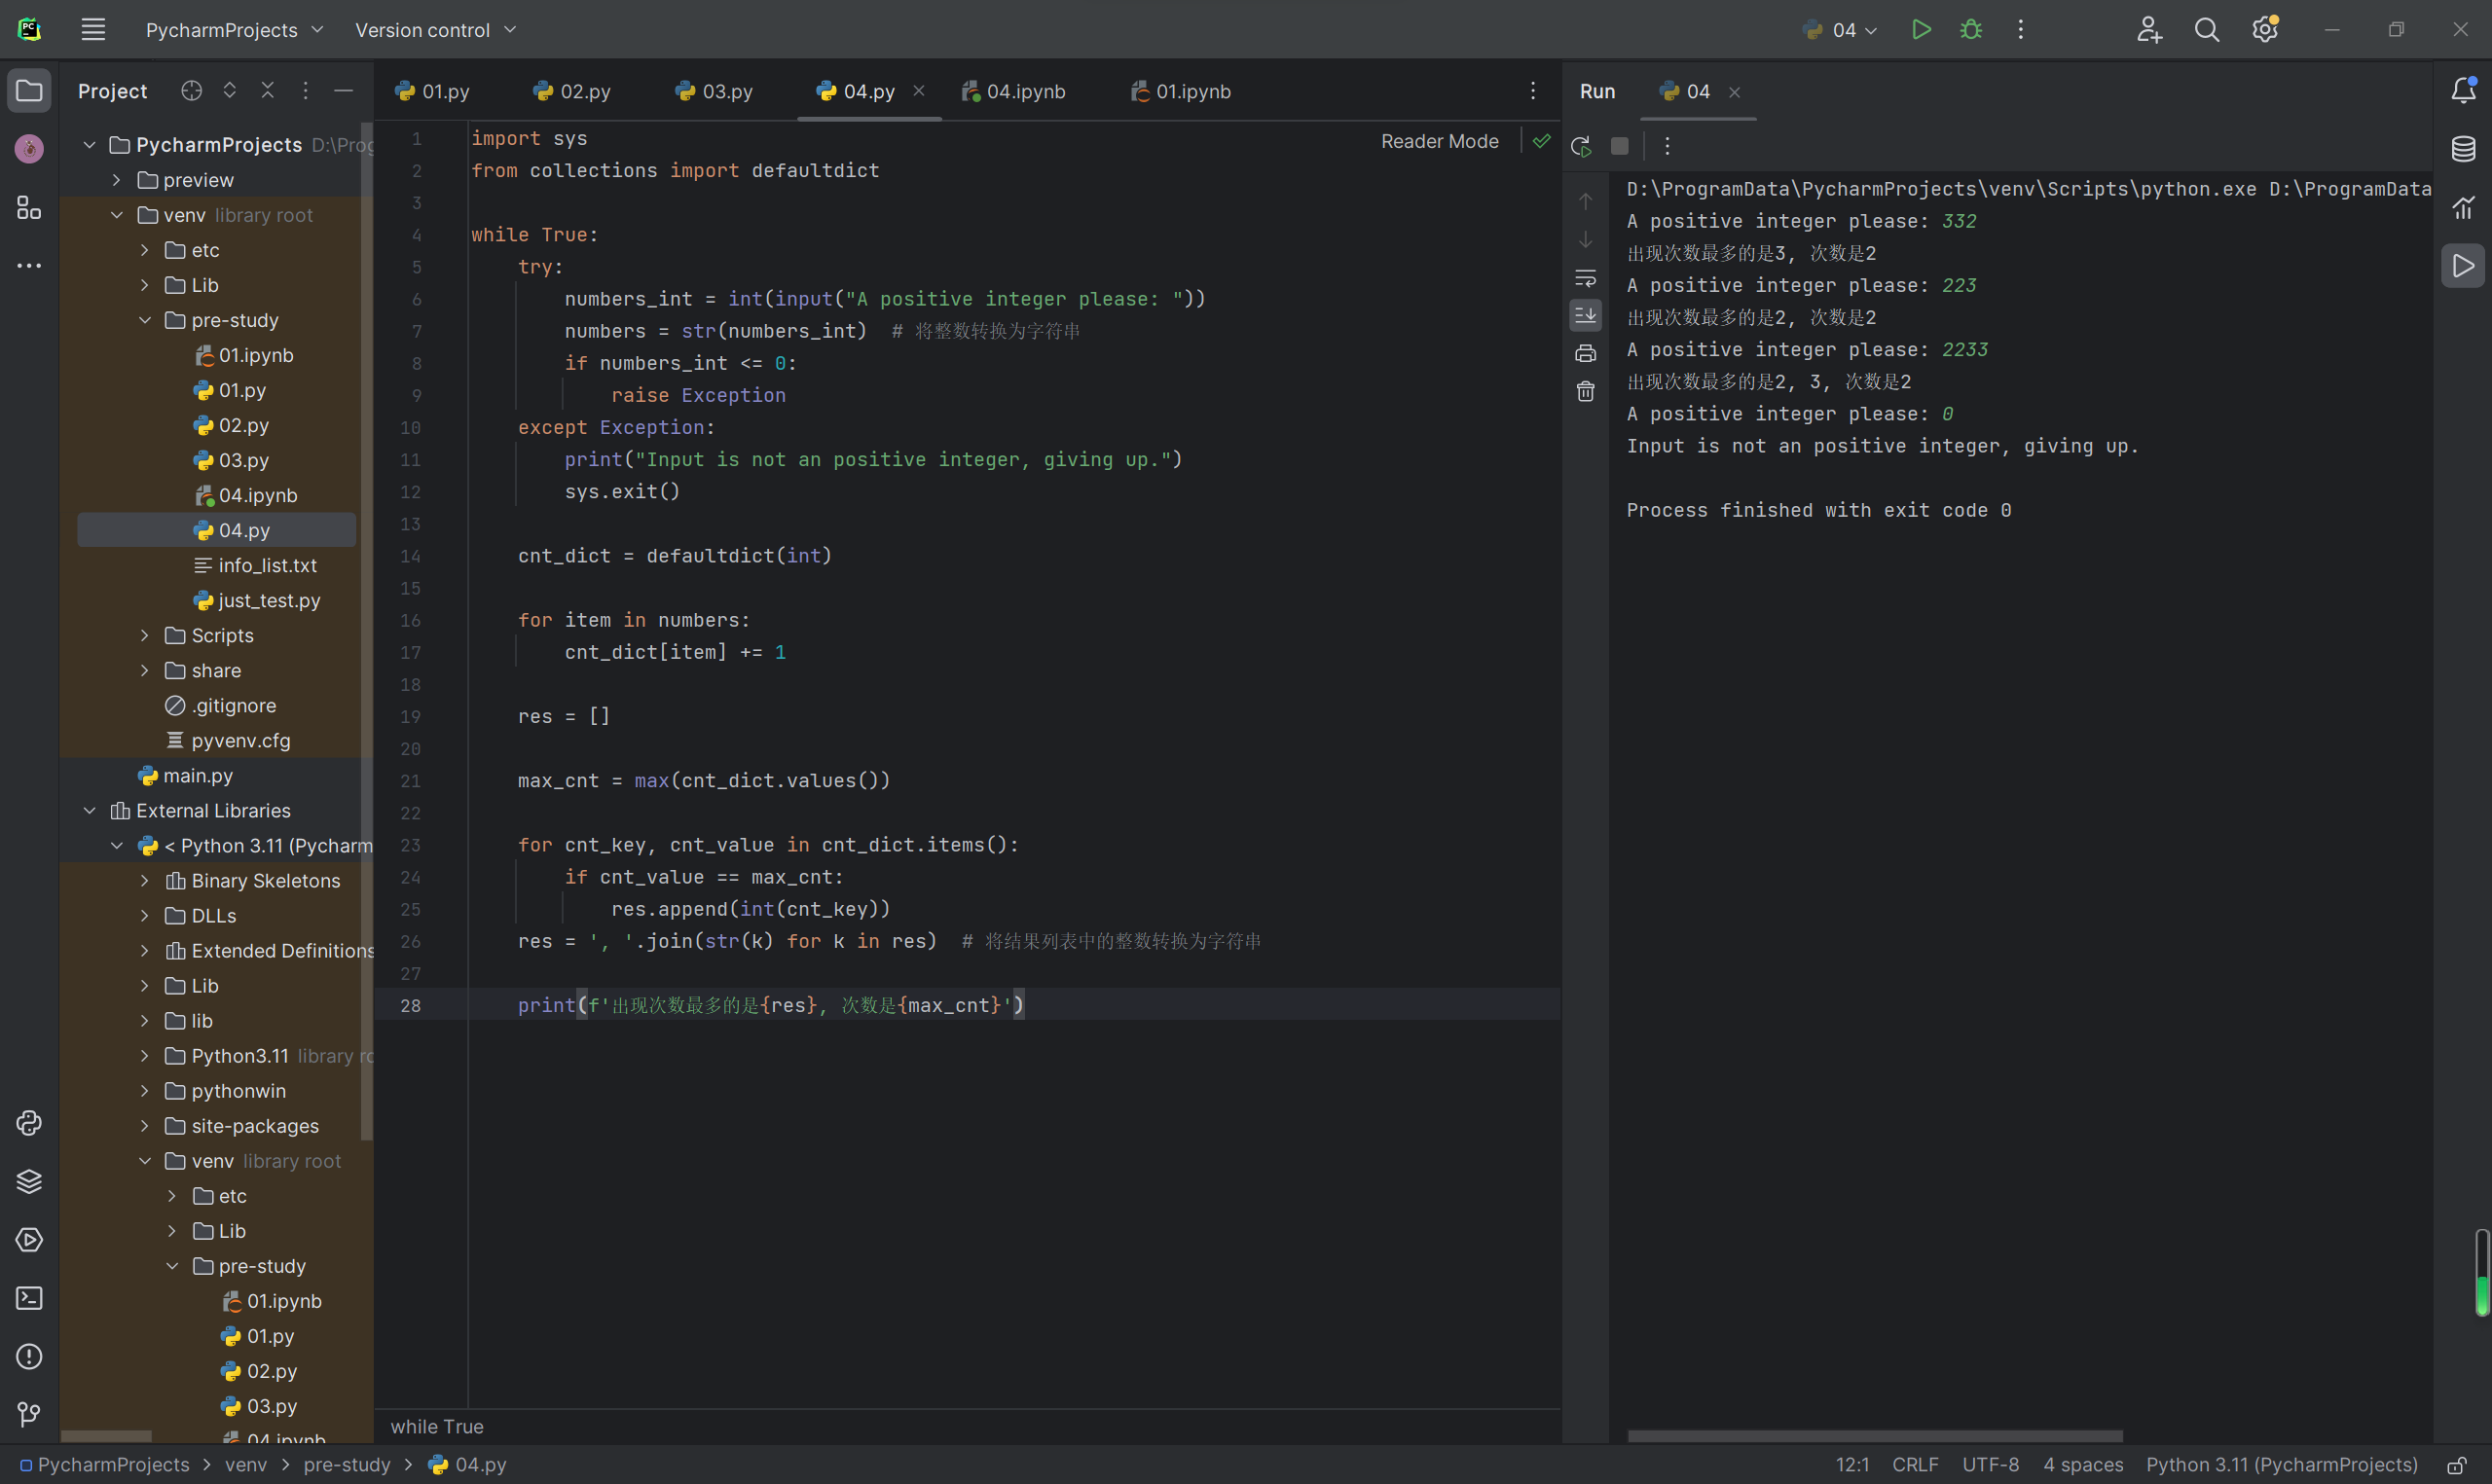 PycharmProjects
Version control
04
Project
PycharmProjects D:\Prog
preview
venv library root
etc
Lib
pre-study
01.ipynb
01.py
02.py
03.py
04.ipynb
04.py
info_list.txt
just_test.py
Scripts
share
.gitignore
pyvenv.cfg
main.py
External Libraries
< Python 3.11 (Pycharm
Binary Skeletons
DLLs
Extended Definitions
Lib
lib
Python3.11 library ro
pythonwin
site-packages
venv library root
etc
Lib
pre-study
01.ipynb
01.py
02.py
03.py
04.ipynb
01.py 02.py 03.py 04.py 04.ipynb 01.ipynb
Reader Mode
1 import sys
2 from collections import defaultdict
3
4 while True:
5 try:
6 numbers_int = int(input("A positive integer please: "))
7 numbers = str(numbers_int)  # 将整数转换为字符串
8 if numbers_int <= 0:
9 raise Exception
10 except Exception:
11 print("Input is not an positive integer, giving up.")
12 sys.exit()
13
14 cnt_dict = defaultdict(int)
15
16 for item in numbers:
17 cnt_dict[item] += 1
18
19 res = []
20
21 max_cnt = max(cnt_dict.values())
22
23 for cnt_key, cnt_value in cnt_dict.items():
24 if cnt_value == max_cnt:
25 res.append(int(cnt_key))
26 res = ', '.join(str(k) for k in res)  # 将结果列表中的整数转换为字符串
27
28 print(f'出现次数最多的是{res}, 次数是{max_cnt}')
while True
Run 04
D:\ProgramData\PycharmProjects\venv\Scripts\python.exe D:\ProgramData
A positive integer please: 332
出现次数最多的是3, 次数是2
A positive integer please: 223
出现次数最多的是2, 次数是2
A positive integer please: 2233
出现次数最多的是2, 3, 次数是2
A positive integer please: 0
Input is not an positive integer, giving up.
Process finished with exit code 0
PycharmProjects > venv > pre-study > 04.py
12:1 CRLF UTF-8 4 spaces Python 3.11 (PycharmProjects)